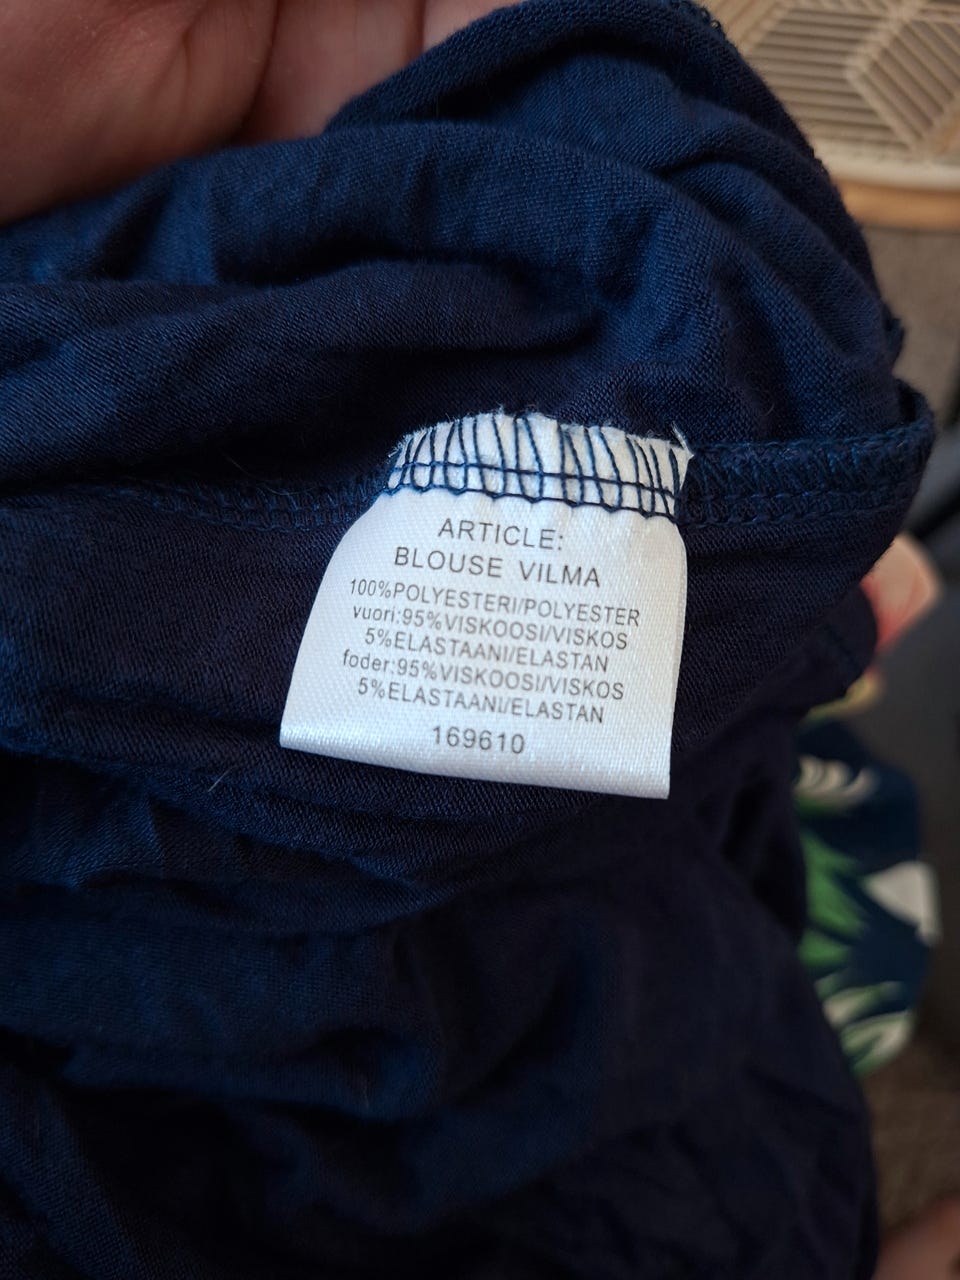 ARTICLE:
BLOUSE VILMA
100%POLYESTERI/POLYESTER
vuori:95%VISKOOSI/VISKOS
5%ELASTAANI/ELASTAN
foder:95%VISKOOSI/VISKOS
5%ELASTAANI/ELASTAN
169610